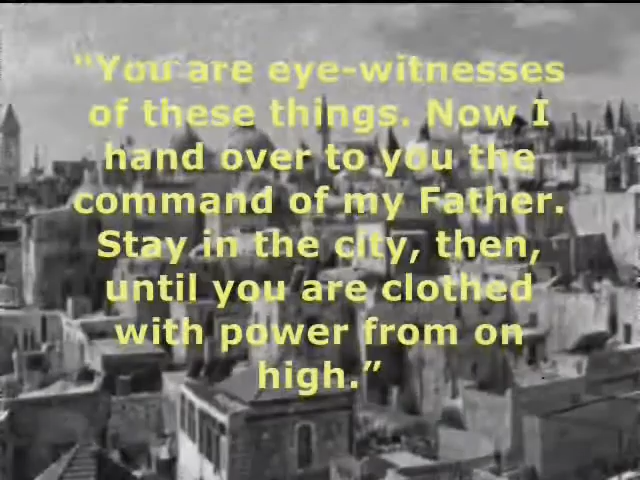 “You are eye-witnesses
of these things. Now I
hand over to you the
command of my Father.
Stay in the city, then,
until you are clothed
with power from on
high.”